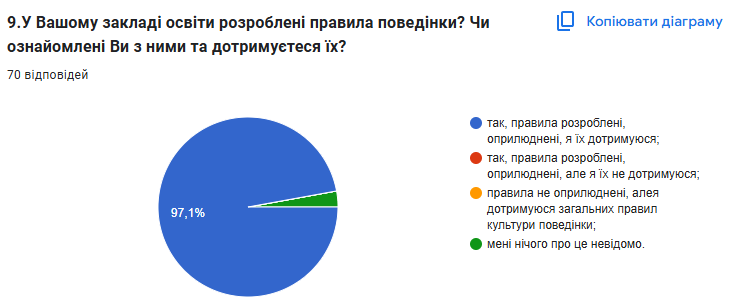 9.У Вашому закладі освіти розроблені правила поведінки? Чи
ознайомлені Ви з ними та дотримуєтеся їх?
Копіювати діаграму
70 відповідей
97,1%
так, правила розроблені,
оприлюднені, я їх дотримуюся;
так, правила розроблені,
оприлюднені, але я їх не дотримуюся;
правила не оприлюднені, алея
дотримуюся загальних правил
культури поведінки;
мені нічого про це невідомо.